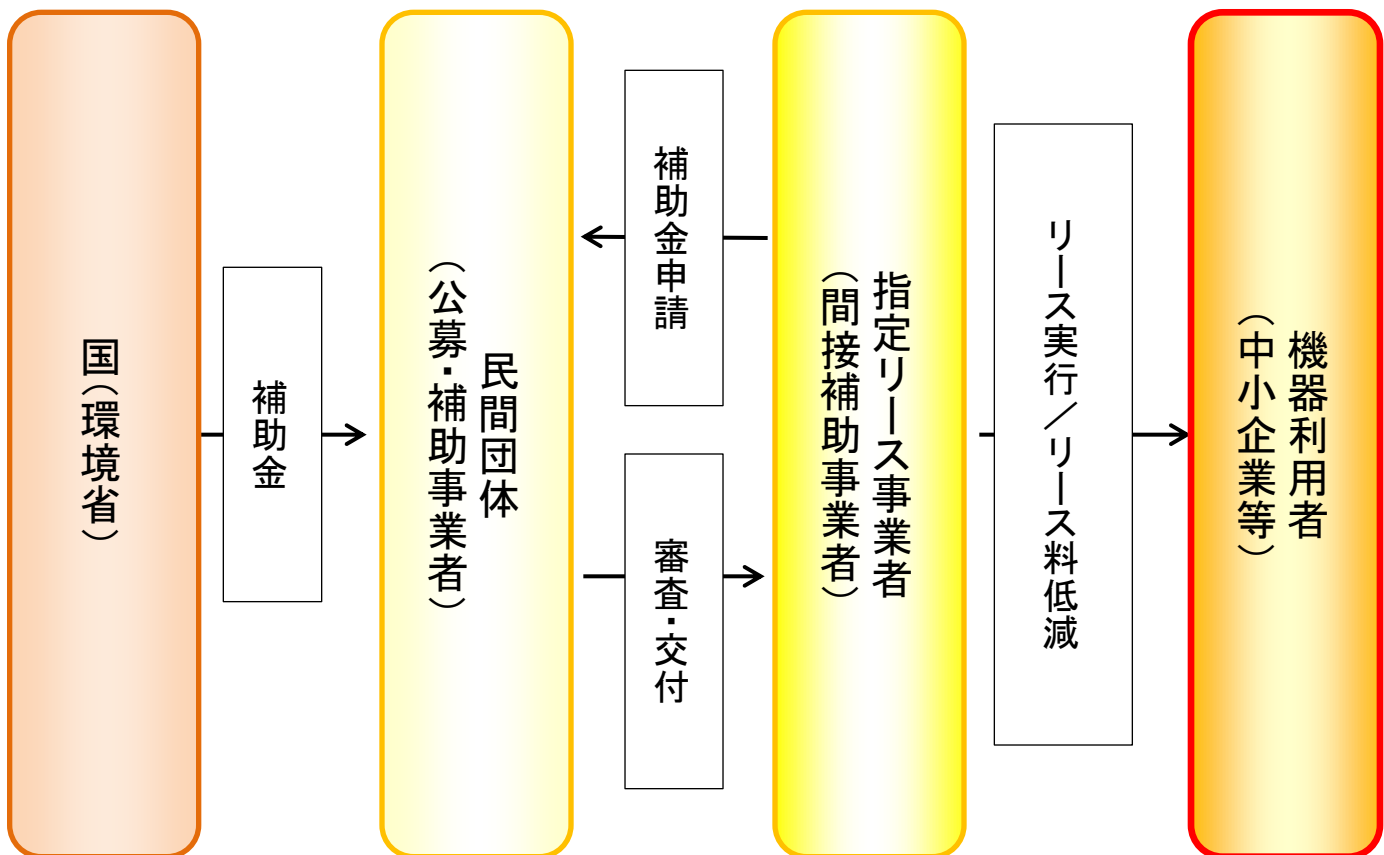 国(環境省)
補助金
民間団体
(公募・補助事業者)
補助金申請
審査・交付
指定リース事業者
(間接補助事業者)
リース実行/リース料低減
機器利用者
(中小企業等)